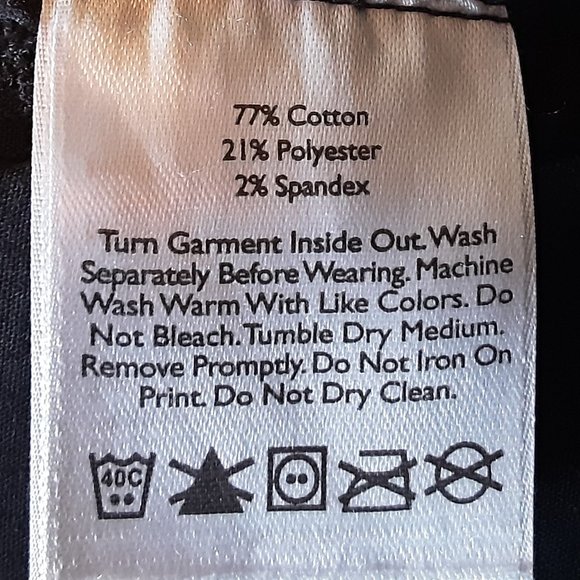 77% Cotton
21% Polyester
2% Spandex
Turn Garment Inside Out. Wash
Separately Before Wearing. Machine
Wash Warm With Like Colors. Do
Not Bleach. Tumble Dry Medium.
Remove Promptly. Do Not Iron On
Print. Do Not Dry Clean.
40C